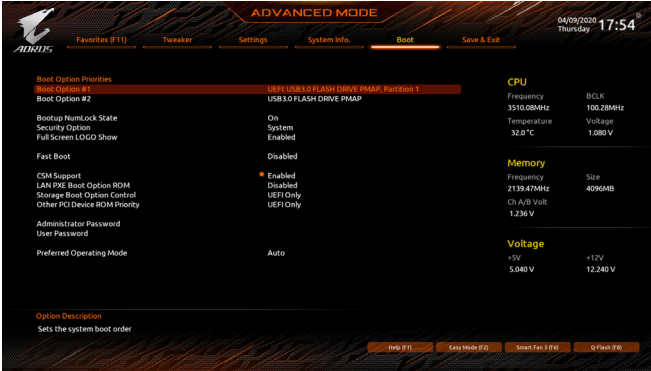 ADVANCED MODE
04/09/2020 Thursday 17:54
AORUS
Favorites (F11) Tweaker Settings System Info. Boot Save & Exit
Boot Option Priorities
Boot Option #1 UEFI: USB3.0 FLASH DRIVE PMAP, Partition 1
Boot Option #2 USB3.0 FLASH DRIVE PMAP
Bootup NumLock State On
Security Option System
Full Screen LOGO Show Enabled
Fast Boot Disabled
CSM Support Enabled
LAN PXE Boot Option ROM Disabled
Storage Boot Option Control UEFI Only
Other PCI Device ROM Priority UEFI Only
Administrator Password
User Password
Preferred Operating Mode Auto
CPU
Frequency BCLK
3510.08MHz 100.28MHz
Temperature Voltage
32.0 °C 1.080 V
Memory
Frequency Size
2139.47MHz 4096MB
Ch A/B Volt
1.236 V
Voltage
+5V +12V
5.040 V 12.240 V
Option Description
Sets the system boot order
Help (F1) Easy Mode (F2) Smart Fan 5 (F6) Q-Flash (F8)